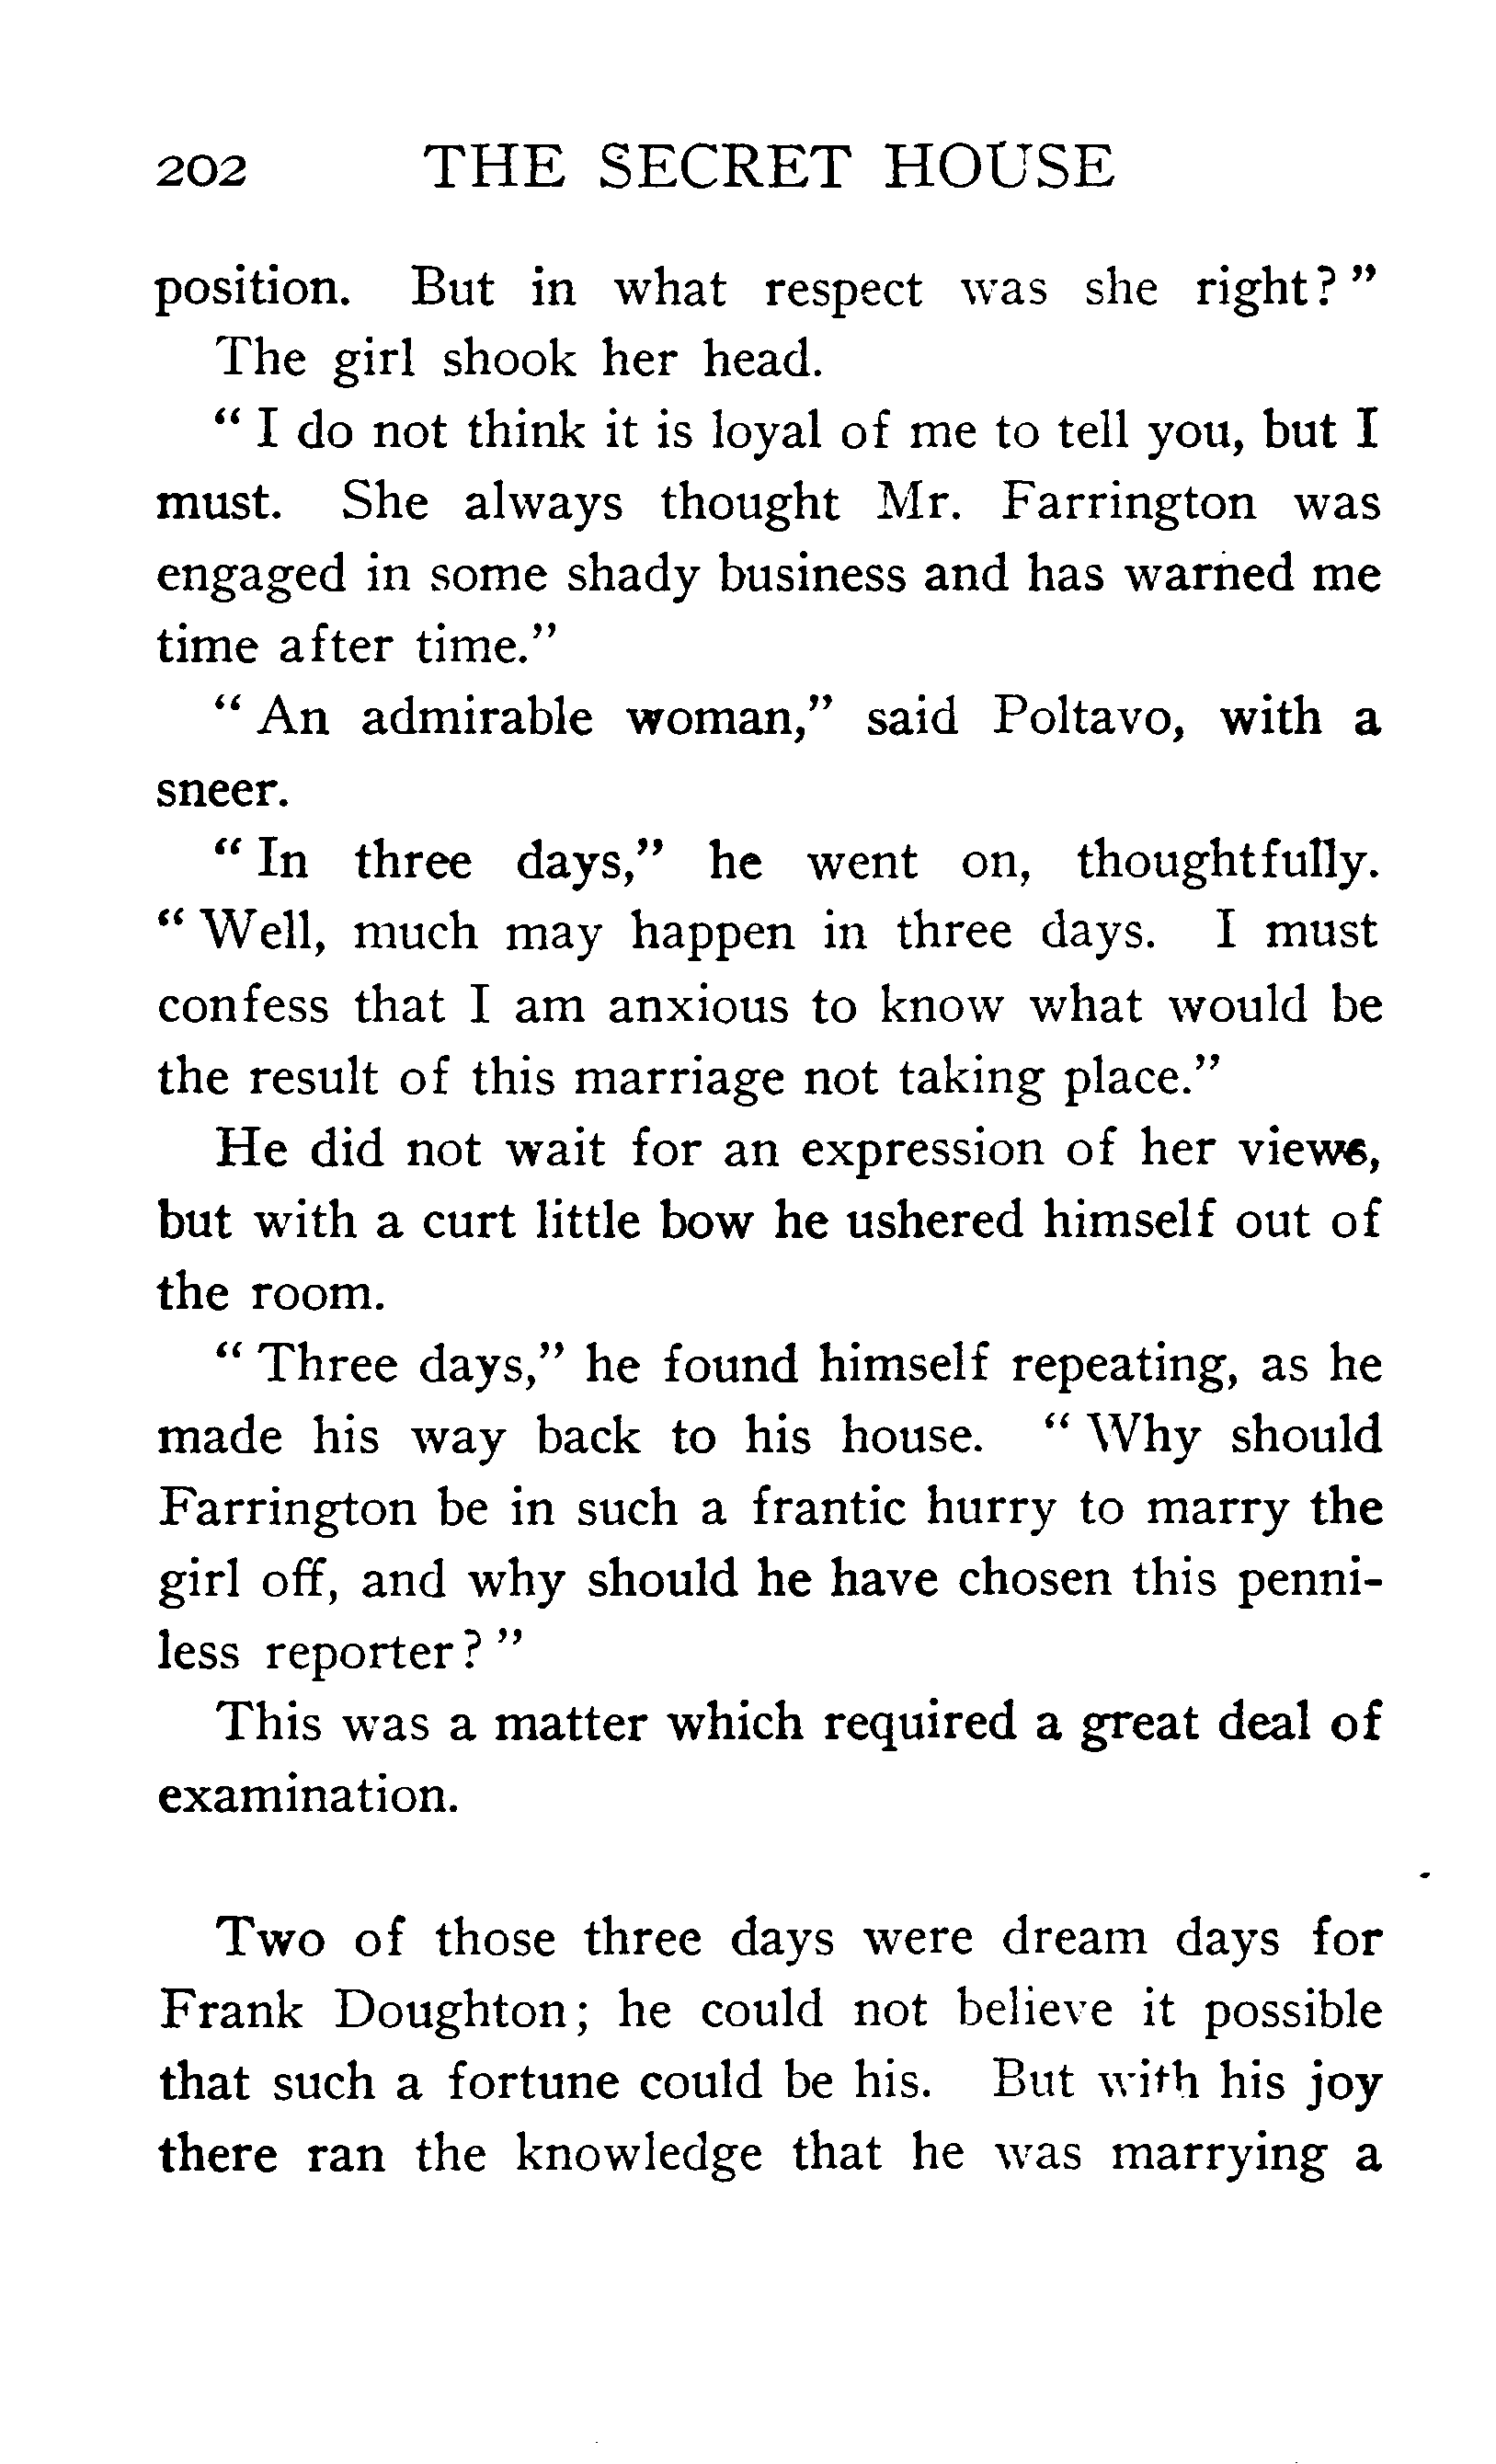 202 THE SECRET HOUSE
position. But in what respect was she right? "
The girl shook her head.
" I do not think it is loyal of me to tell you, but I
must. She always thought Mr. Farrington was
engaged in some shady business and has warned me
time after time."
" An admirable woman," said Poltavo, with a
sneer.
" In three days," he went on, thoughtfully.
" Well, much may happen in three days. I must
confess that I am anxious to know what would be
the result of this marriage not taking place."
He did not wait for an expression of her views,
but with a curt little bow he ushered himself out of
the room.
" Three days," he found himself repeating, as he
made his way back to his house. " Why should
Farrington be in such a frantic hurry to marry the
girl off, and why should he have chosen this penni-
less reporter? "
This was a matter which required a great deal of
examination.
Two of those three days were dream days for
Frank Doughton; he could not believe it possible
that such a fortune could be his. But with his joy
there ran the knowledge that he was marrying a